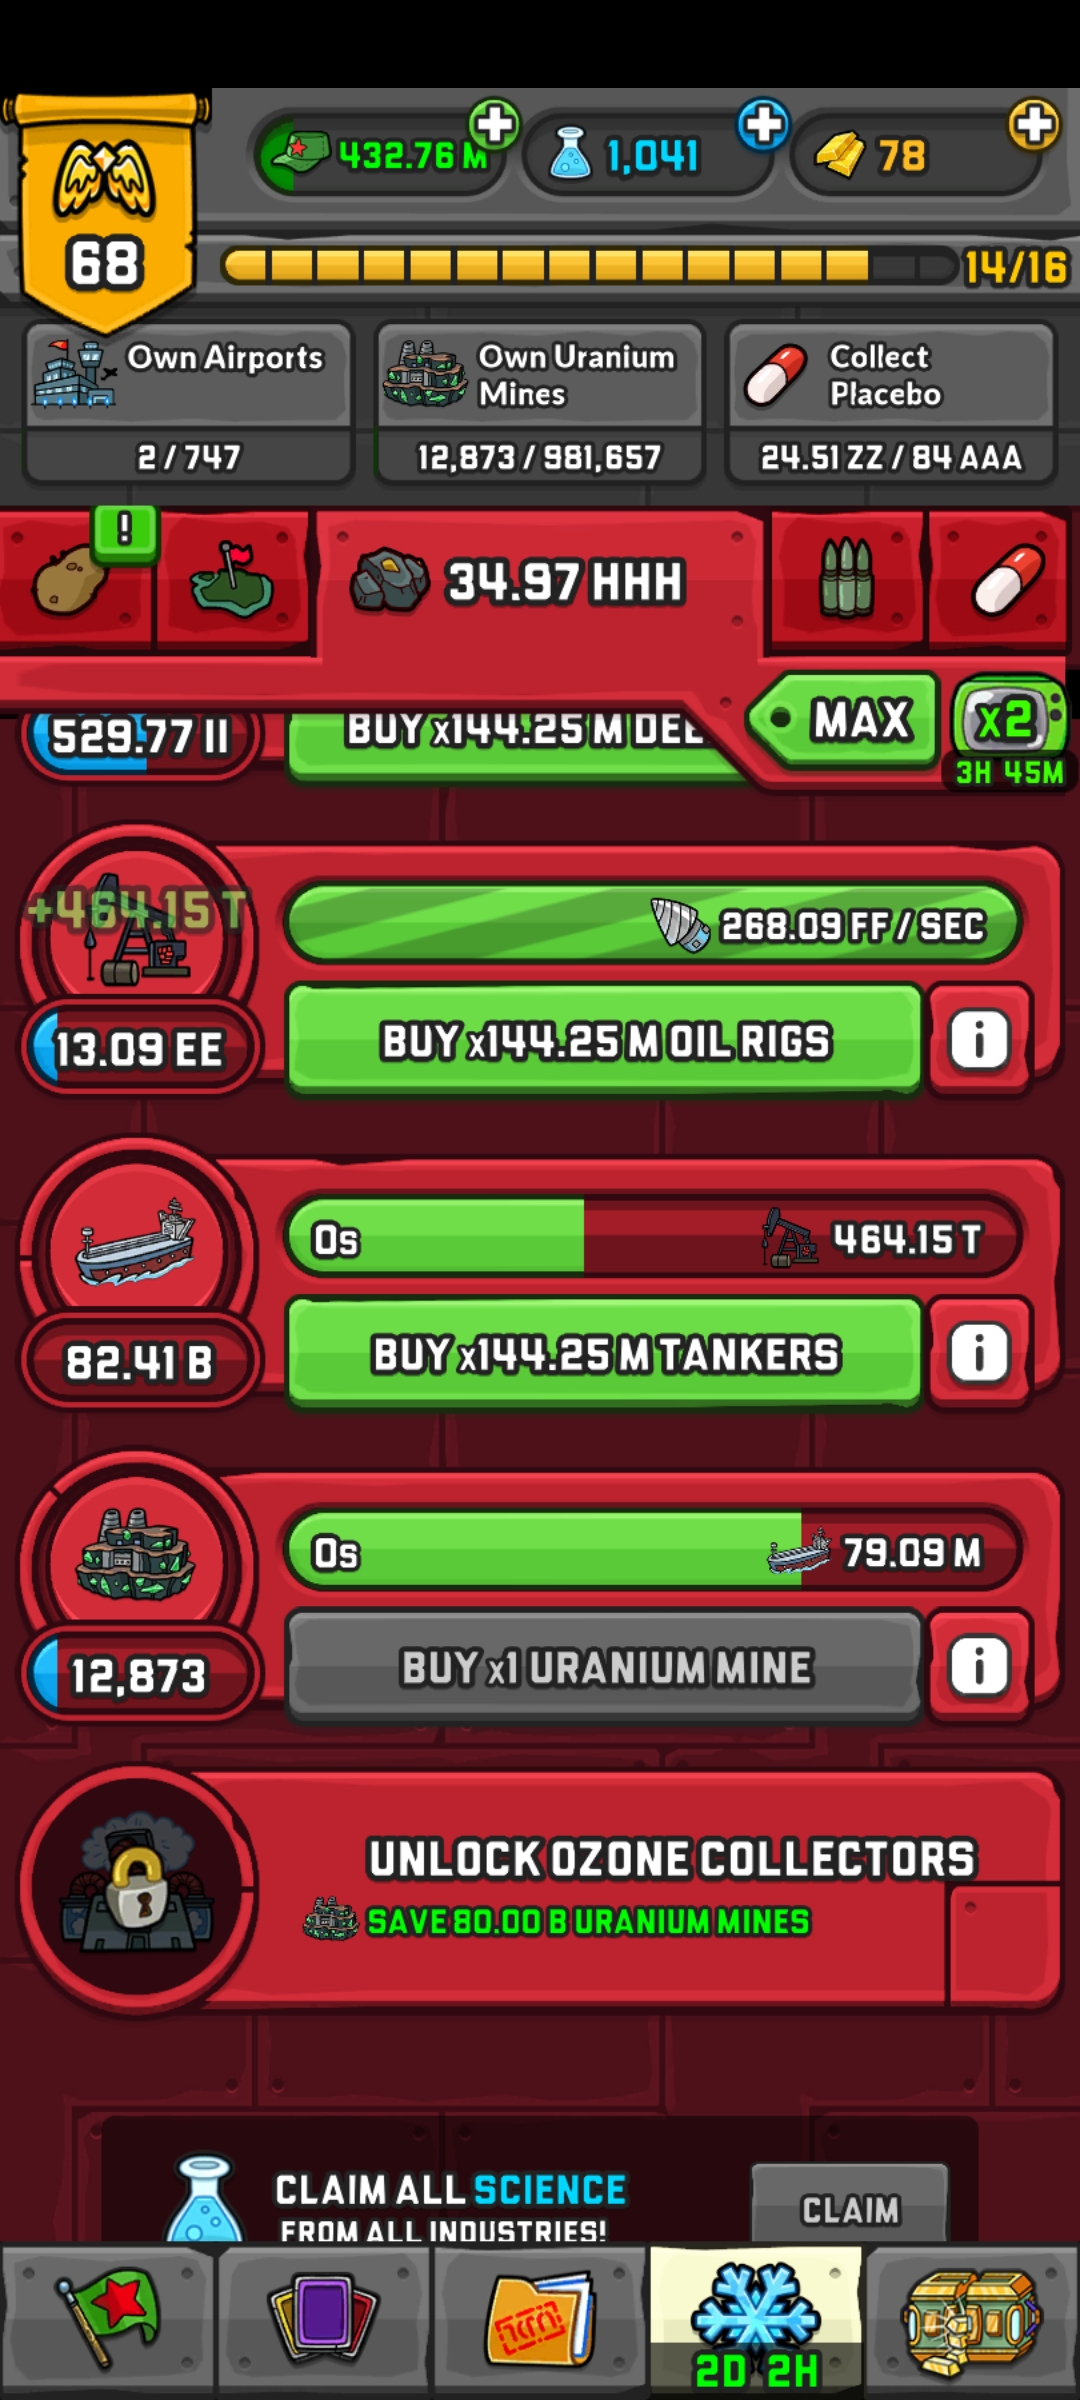 432.76 M
1,041
78
68
14/16
Own Airports
2 / 747
Own Uranium
Mines
12,873 / 981,657
Collect
Placebo
24.51 ZZ / 84 AAA
!
34.97 HHH
MAX
x2
3H 45M
529.77 II
BUY x144.25 M DEE
+464.15 T
268.09 FF / SEC
13.09 EE
BUY x144.25 M OIL RIGS
i
0s
464.15 T
82.41 B
BUY x144.25 M TANKERS
i
0s
79.09 M
12,873
BUY x1 URANIUM MINE
i
UNLOCK OZONE COLLECTORS
SAVE 80.00 B URANIUM MINES
CLAIM ALL SCIENCE
FROM ALL INDUSTRIES!
CLAIM
2D 2H